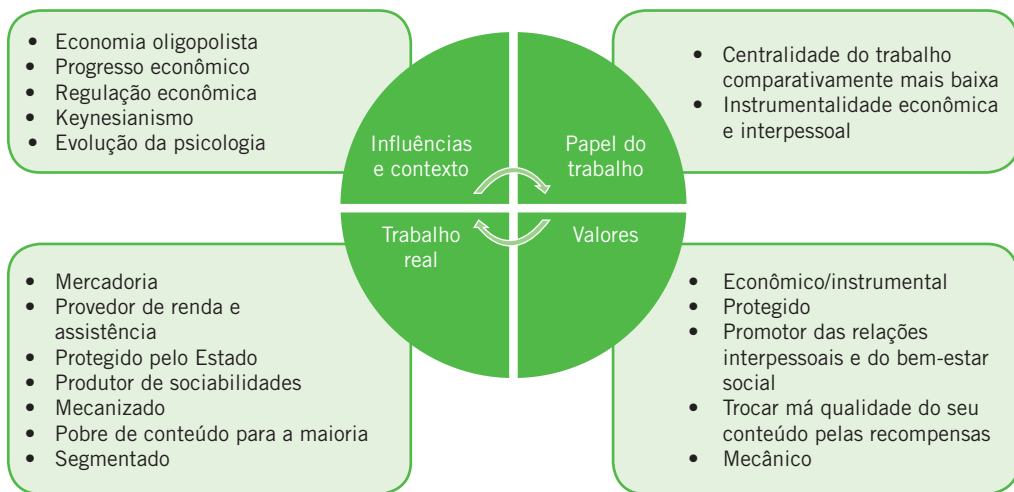 • Economia oligopolista
• Progresso econômico
• Regulação econômica
• Keynesianismo
• Evolução da psicologia
• Centralidade do trabalho
comparativamente mais baixa
• Instrumentalidade econômica
e interpessoal
Influências
e contexto
Papel do
trabalho
Trabalho
real
Valores
• Mercadoria
• Provedor de renda e
assistência
• Protegido pelo Estado
• Produtor de sociabilidades
• Mecanizado
• Pobre de conteúdo para a maioria
• Segmentado
• Econômico/instrumental
• Protegido
• Promotor das relações
interpessoais e do bem-estar
social
• Trocar má qualidade do seu
conteúdo pelas recompensas
• Mecânico